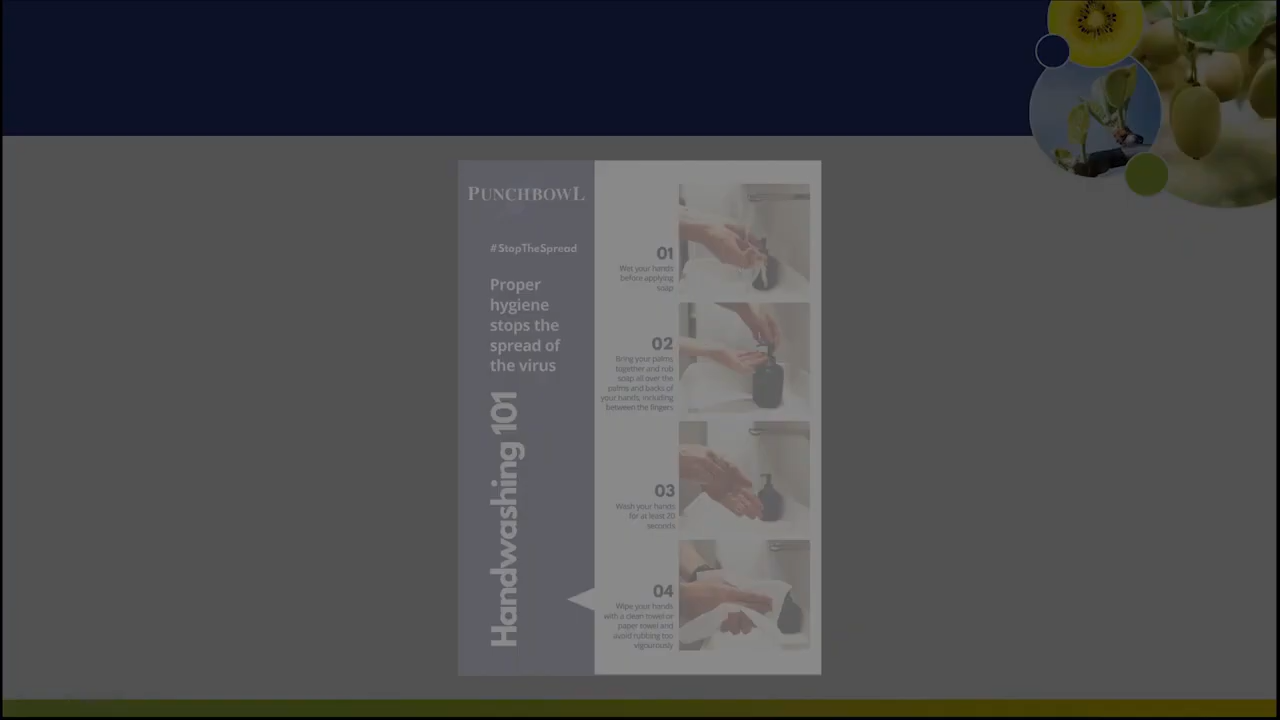 PUNCHBOWL
#StopTheSpread
Proper
hygiene
stops the
spread of
the virus
Handwashing 101
01
Wet your hands
before applying
soap
02
Bring your palms
together and rub
soap all over the
palms and backs of
your hands, including
between the fingers
03
Wash your hands
for at least 20
seconds
04
Wipe your hands
with a clean towel or
paper towel and
avoid rubbing too
vigourously